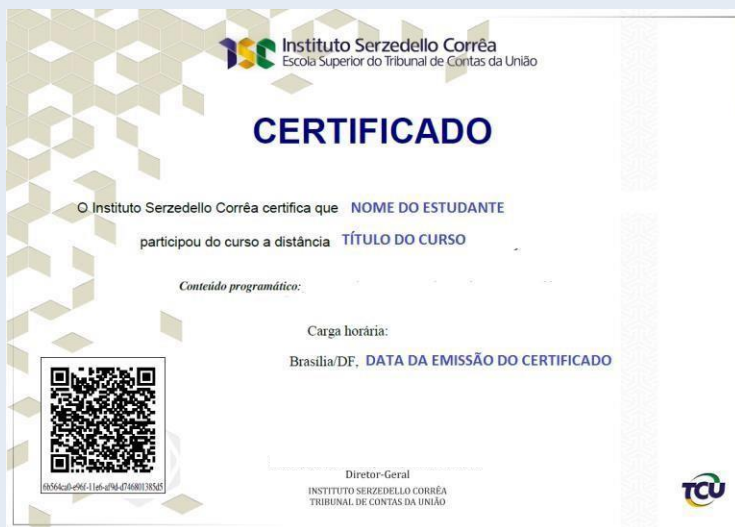 ISC Instituto Serzedello Corrêa
Escola Superior do Tribunal de Contas da União
CERTIFICADO
O Instituto Serzedello Corrêa certifica que NOME DO ESTUDANTE
participou do curso a distância TÍTULO DO CURSO ,
Conteúdo programático:
Carga horária:
Brasília/DF, DATA DA EMISSÃO DO CERTIFICADO
6b564ca0-e96f-11e6-af9d-d746801385d5
Diretor-Geral
INSTITUTO SERZEDELLO CORRÊA
TRIBUNAL DE CONTAS DA UNIÃO
TCU